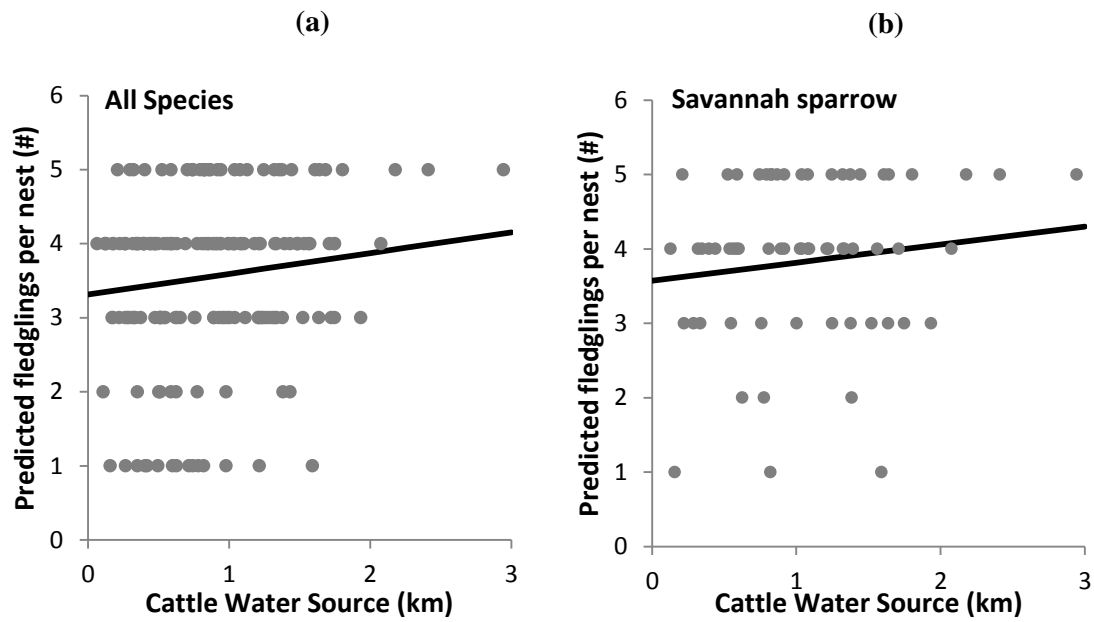 (a)
(b)
All Species
Savannah sparrow
Predicted fledglings per nest (#)
6
5
4
3
2
1
0
0 1 2 3
Cattle Water Source (km)
Predicted fledglings per nest (#)
6
5
4
3
2
1
0
0 1 2 3
Cattle Water Source (km)